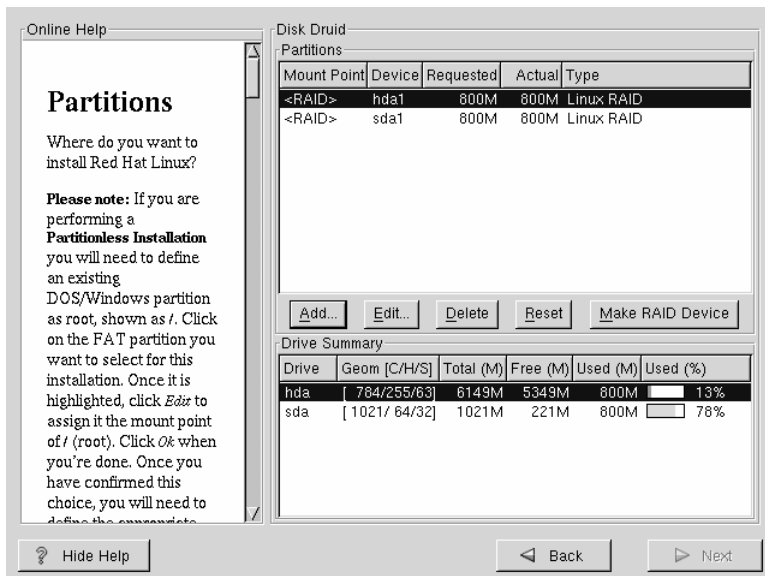 Online Help
Partitions
Where do you want to
install Red Hat Linux?
Please note: If you are
performing a
Partitionless Installation
you will need to define
an existing
DOS/Windows partition
as root, shown as /. Click
on the FAT partition you
want to select for this
installation. Once it is
highlighted, click Edit to
assign it the mount point
of / (root). Click Ok when
you're done. Once you
have confirmed this
choice, you will need to
define the appropriate
Disk Druid
Partitions
Mount Point Device Requested Actual Type
<RAID> hda1 800M 800M Linux RAID
<RAID> sda1 800M 800M Linux RAID
Add... Edit... Delete Reset Make RAID Device
Drive Summary
Drive Geom [C/H/S] Total (M) Free (M) Used (M) Used (%)
hda [ 784/255/63] 6149M 5349M 800M 13%
sda [ 1021/ 64/32] 1021M 221M 800M 78%
Hide Help Back Next